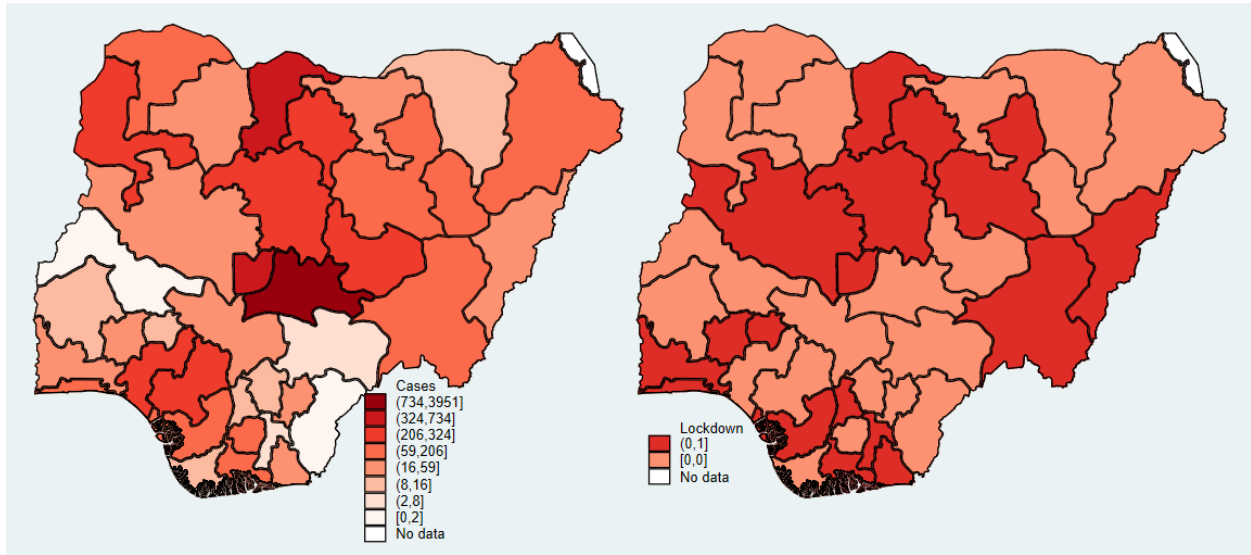 Cases
(734,3951]
(324,734]
(206,324]
(59,206]
(16,59]
(8,16]
(2,8]
[0,2]
No data
Lockdown
(0,1]
[0,0]
No data